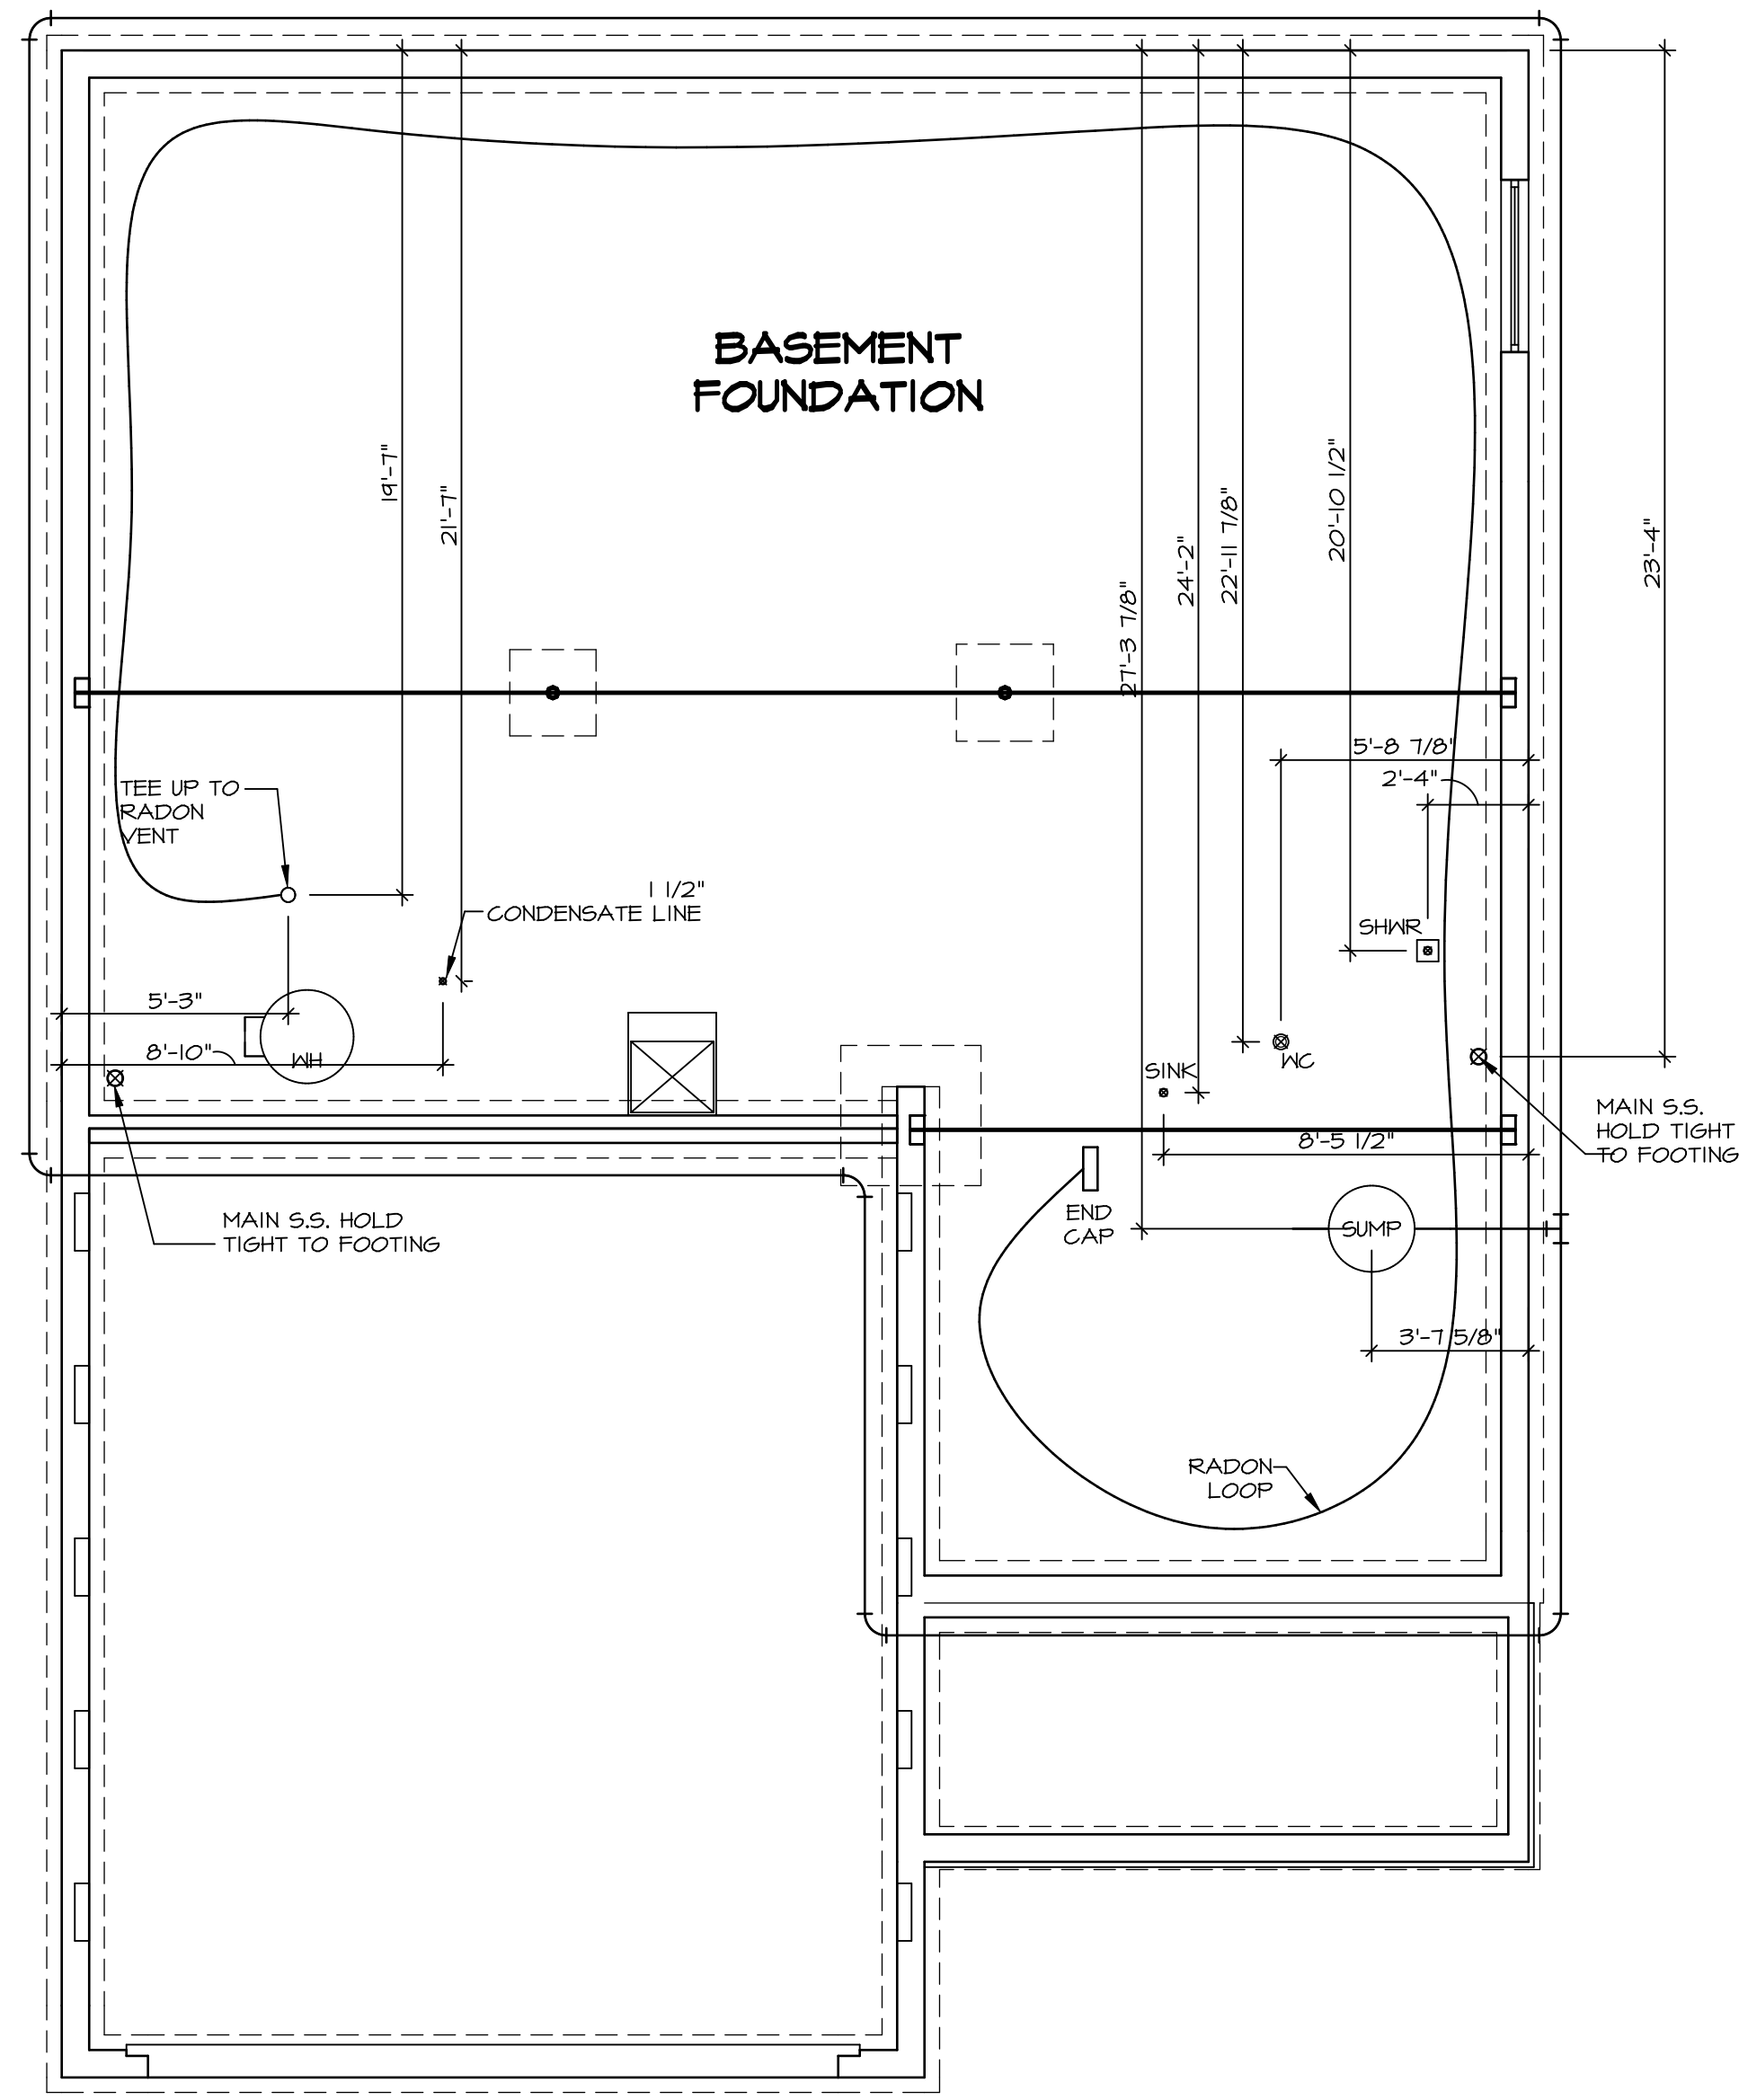 BASEMENT
FOUNDATION
19'-7"
21'-7"
27'-3 7/8"
24'-2"
22'-11 7/8"
20'-10 1/2"
23'-4"
5'-8 7/8"
2'-4"
TEE UP TO
RADON
VENT
1 1/2"
CONDENSATE LINE
SHWR
5'-3"
8'-10"
WH
WC
SINK
MAIN S.S.
HOLD TIGHT
TO FOOTING
8'-5 1/2"
MAIN S.S. HOLD
TIGHT TO FOOTING
END
CAP
SUMP
3'-7 5/8"
RADON
LOOP